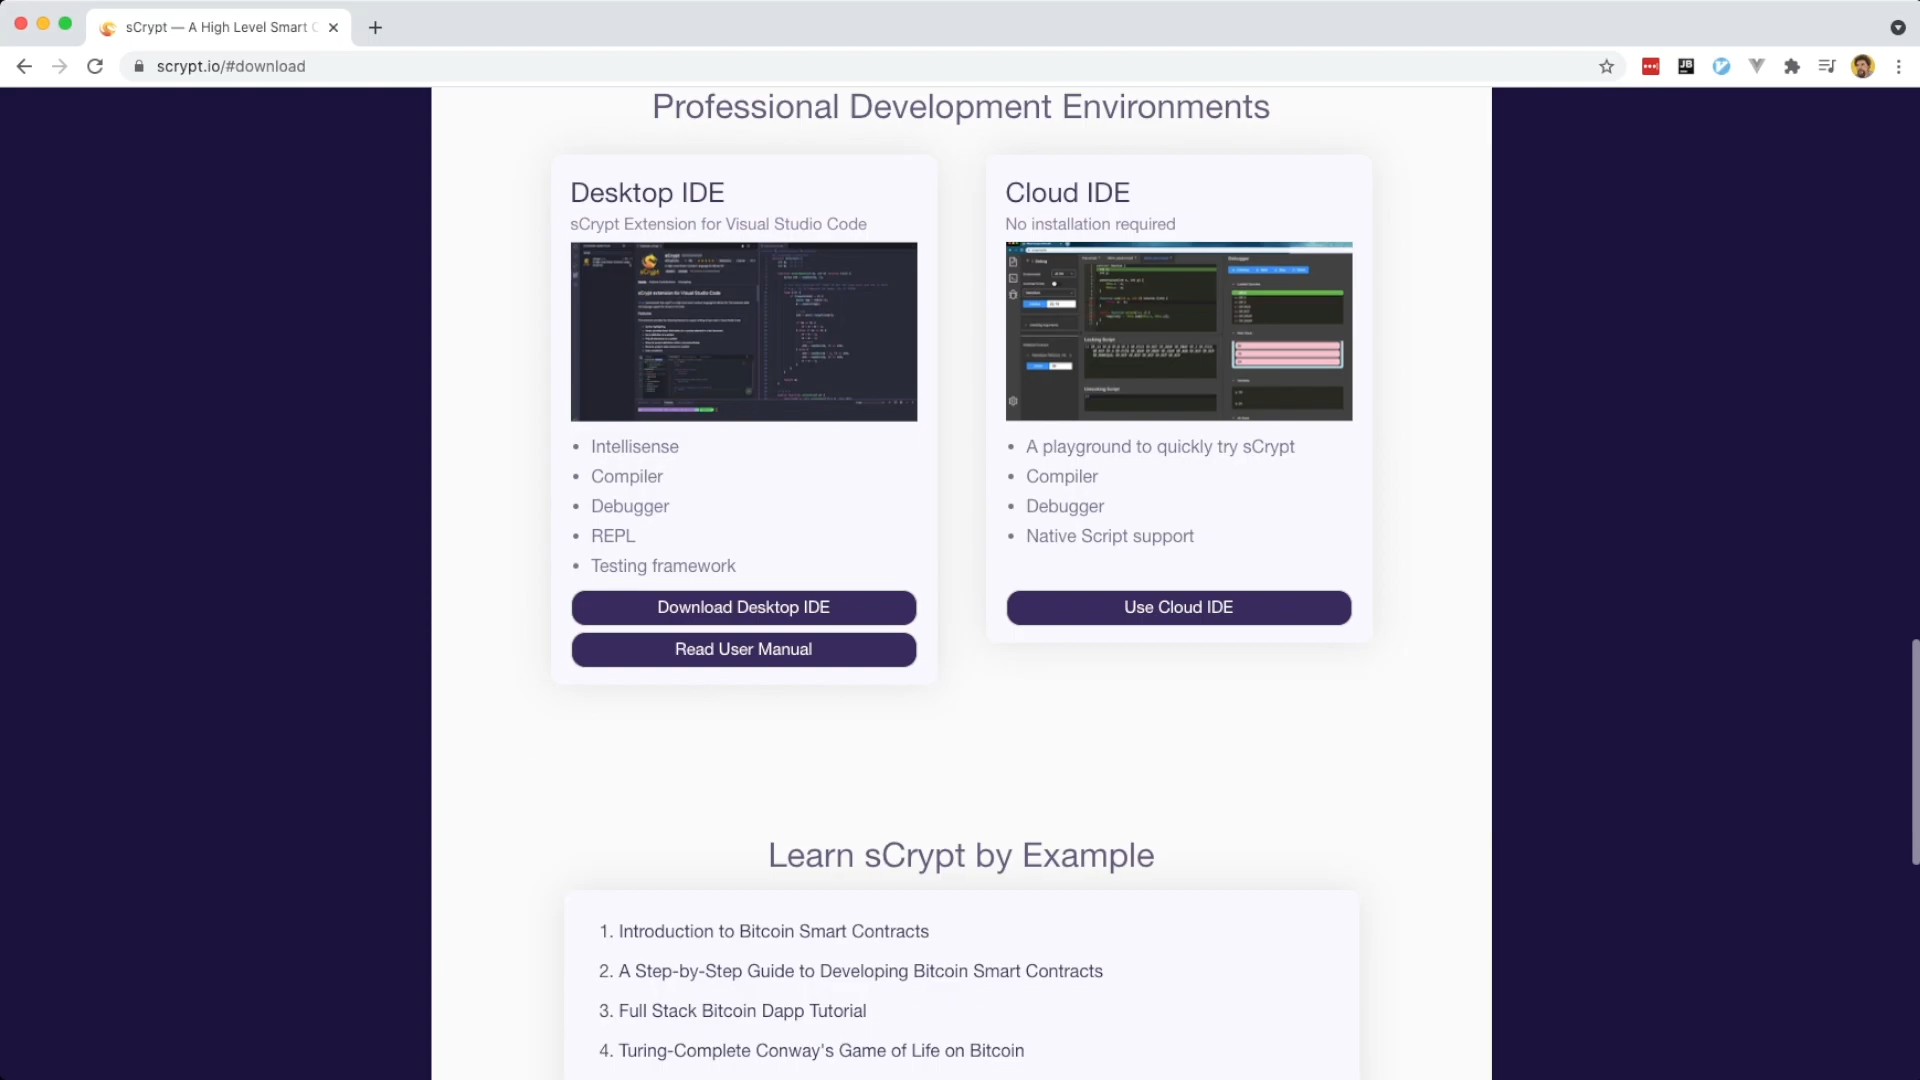 sCrypt — A High Level Smart C
scrypt.io/#download
Professional Development Environments
Desktop IDE
sCrypt Extension for Visual Studio Code
• Intellisense
• Compiler
• Debugger
• REPL
• Testing framework
Download Desktop IDE
Read User Manual
Cloud IDE
No installation required
• A playground to quickly try sCrypt
• Compiler
• Debugger
• Native Script support
Use Cloud IDE
Learn sCrypt by Example
1. Introduction to Bitcoin Smart Contracts
2. A Step-by-Step Guide to Developing Bitcoin Smart Contracts
3. Full Stack Bitcoin Dapp Tutorial
4. Turing-Complete Conway's Game of Life on Bitcoin